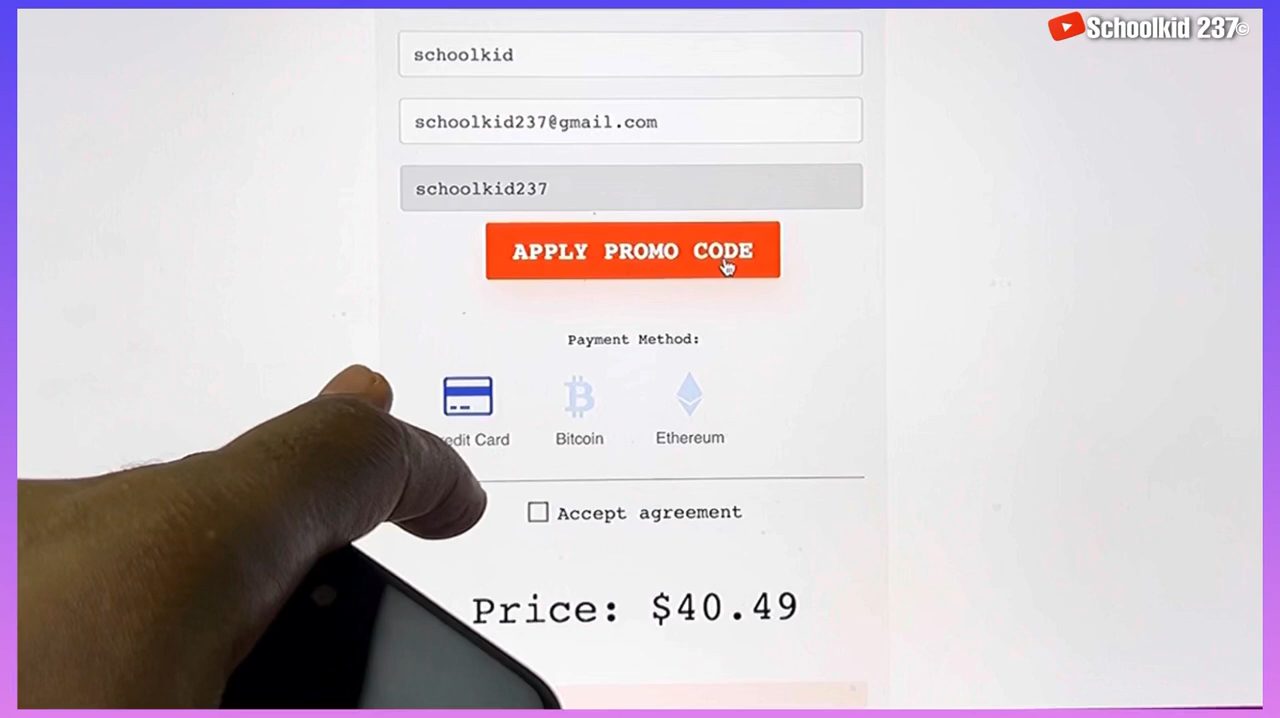 Schoolkid 237©
schoolkid
schoolkid237@gmail.com
schoolkid237
APPLY PROMO CODE
Payment Method:
edit Card Bitcoin Ethereum
Accept agreement
Price: $40.49